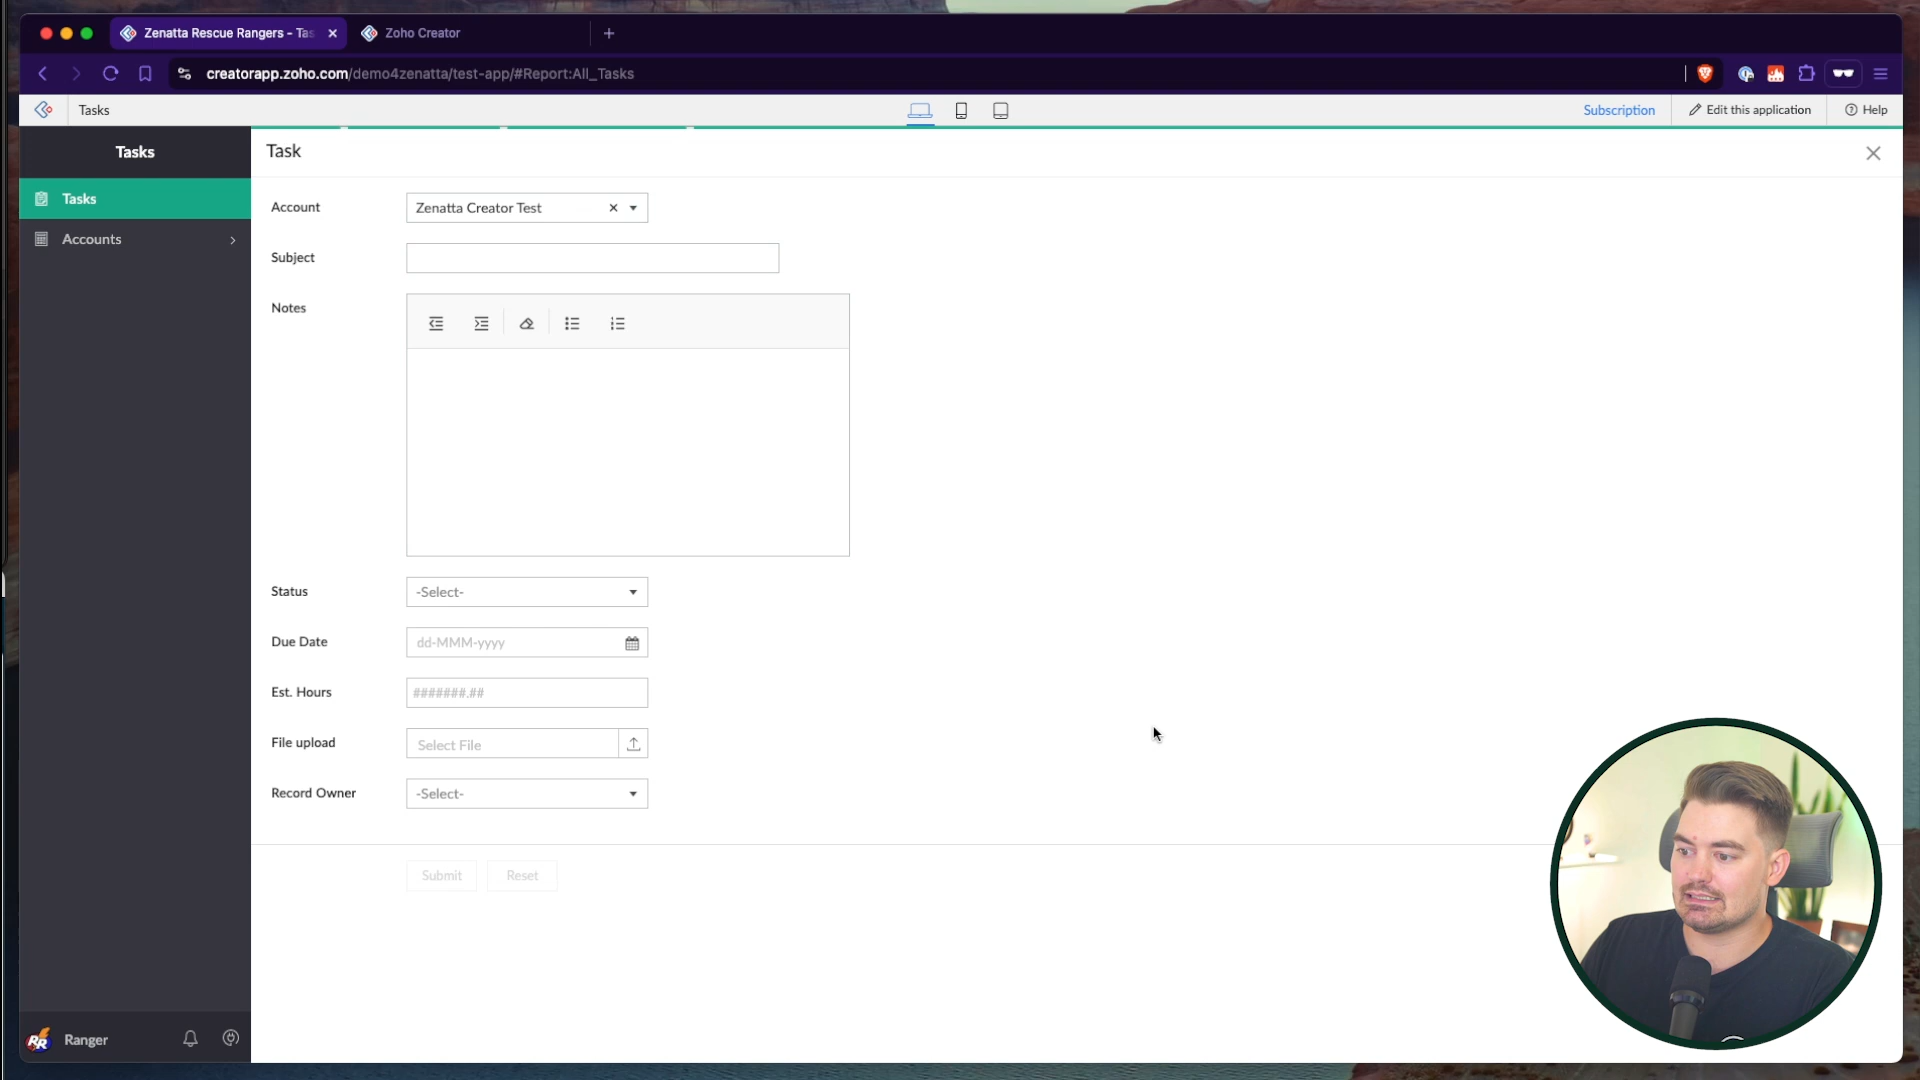 Zenatta Rescue Rangers - Tas
Zoho Creator
creatorapp.zoho.com/demo4zenatta/test-app/#Report:All_Tasks
Tasks
Subscription
Edit this application
Help
Tasks
Task
Tasks
Accounts
Account
Zenatta Creator Test
Subject
Notes
Status
-Select-
Due Date
dd-MMM-yyyy
Est. Hours
#######.##
File upload
Select File
Record Owner
-Select-
Submit
Reset
RR
Ranger